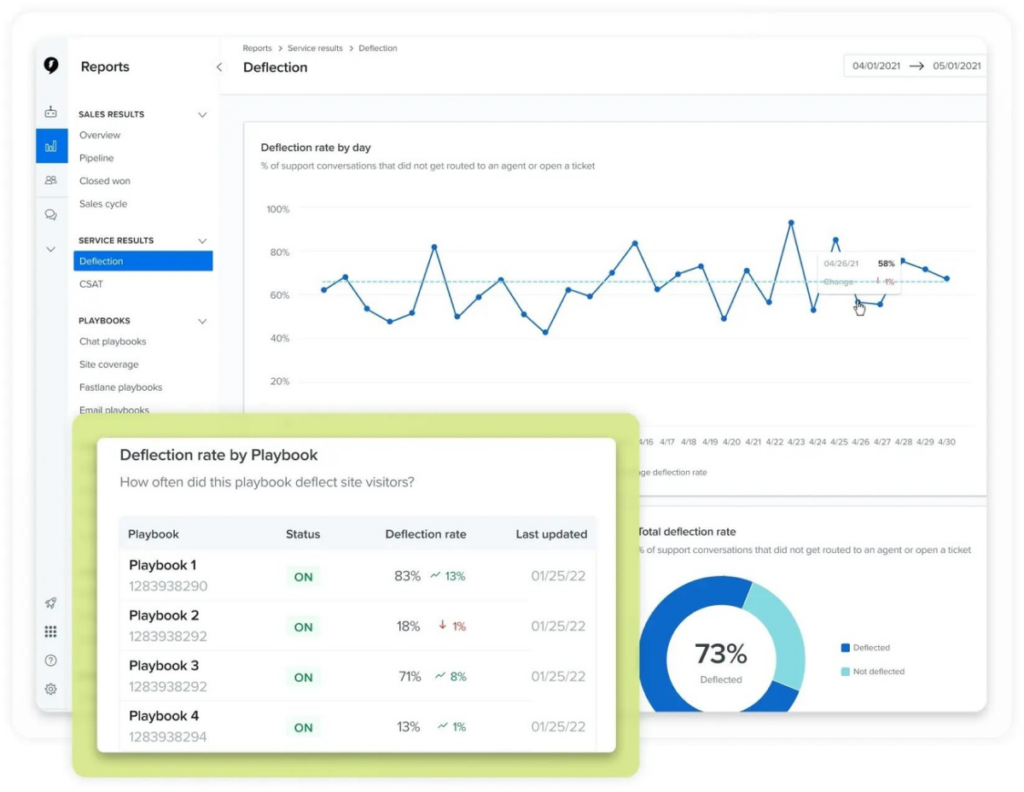 Reports
SALES RESULTS
Overview
Pipeline
Closed won
Sales cycle
SERVICE RESULTS
Deflection
CSAT
PLAYBOOKS
Chat playbooks
Site coverage
Fastlane playbooks
Email playbooks
Reports > Service results > Deflection
Deflection
04/01/2021 → 05/01/2021
Deflection rate by day
% of support conversations that did not get routed to an agent or open a ticket
100%
80%
60%
40%
20%
04/26/21 58%
Change ↓ 1%
4/16 4/17 4/18 4/19 4/20 4/21 4/22 4/23 4/24 4/25 4/26 4/27 4/28 4/29 4/30
deflection rate
Deflection rate by Playbook
How often did this playbook deflect site visitors?
Playbook Status Deflection rate Last updated
Playbook 1
1283938290
ON 83% 13% 01/25/22
Playbook 2
1283938292
ON 18% ↓ 1% 01/25/22
Playbook 3
1283938292
ON 71% 8% 01/25/22
Playbook 4
1283938294
ON 13% 1% 01/25/22
Total deflection rate
% of support conversations that did not get routed to an agent or open a ticket
73%
Deflected
Deflected
Not deflected